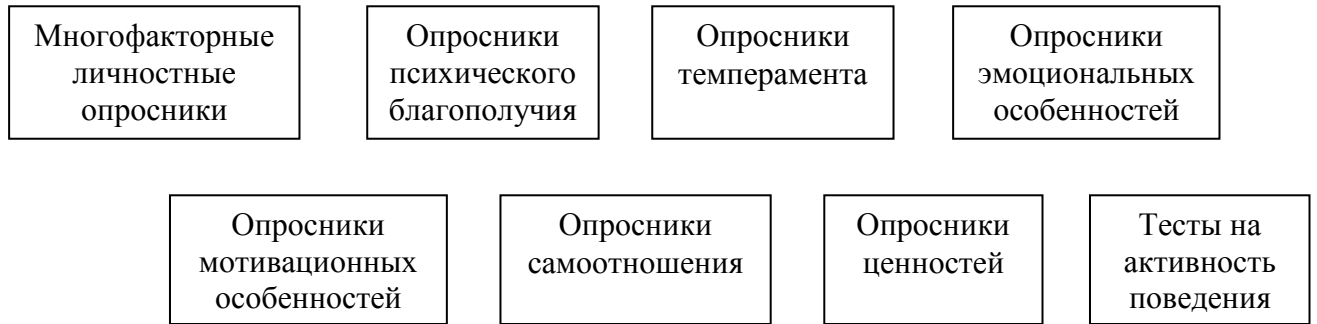 Многофакторные
личностные
опросники
Опросники
психического
благополучия
Опросники
темперамента
Опросники
эмоциональных
особенностей
Опросники
мотивационных
особенностей
Опросники
самоотношения
Опросники
ценностей
Тесты на
активность
поведения